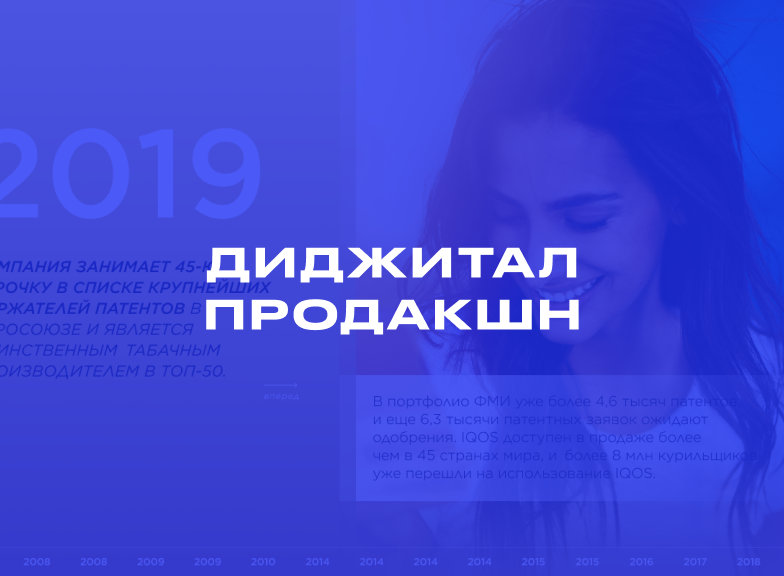 2019
МПАНИЯ ЗАНИМАЕТ 45-
РОЧКУ В СПИСКЕ КРУПНЕЙШИХ
РЖАТЕЛЕЙ ПАТЕНТОВ В
РОСОЮЗЕ И ЯВЛЯЕТСЯ
ИНСТВЕННЫМ ТАБАЧНЫМ
ОИЗВОДИТЕЛЕМ В ТОП-50.
ДИДЖИТАЛ
ПРОДАКШН
вперед
В портфолио ФМИ уже более 4,6 тысяч патентов
и еще 6,3 тысячи патентных заявок ожидают
одобрения. IQOS доступен в продаже более
чем в 45 странах мира, и более 8 млн курильщиков
уже перешли на использование IQOS.
2008 2008 2009 2009 2010 2014 2014 2014 2014 2015 2015 2016 2017 2018